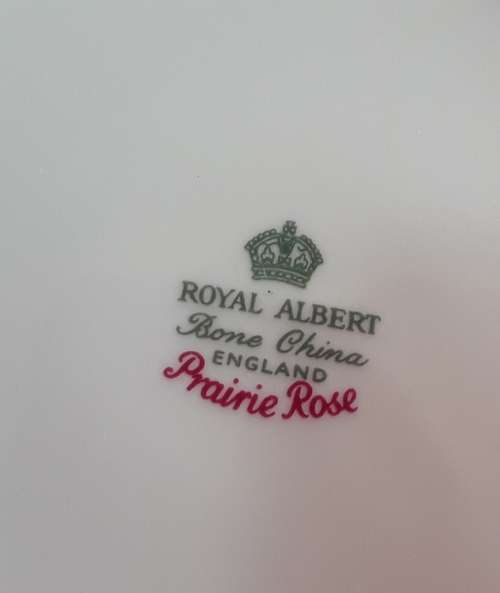 ROYAL ALBERT
Bone China
ENGLAND
Prairie Rose